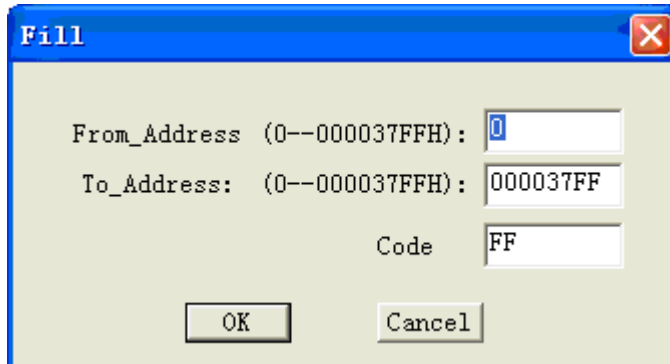 Fill
From_Address (0--000037FFH): 0
To_Address: (0--000037FFH): 000037FF
Code FF
OK Cancel